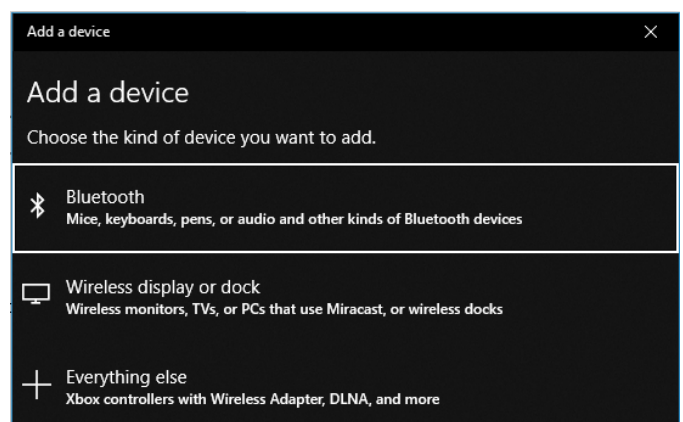 Add a device
Add a device
Choose the kind of device you want to add.
Bluetooth
Mice, keyboards, pens, or audio and other kinds of Bluetooth devices
Wireless display or dock
Wireless monitors, TVs, or PCs that use Miracast, or wireless docks
Everything else
Xbox controllers with Wireless Adapter, DLNA, and more